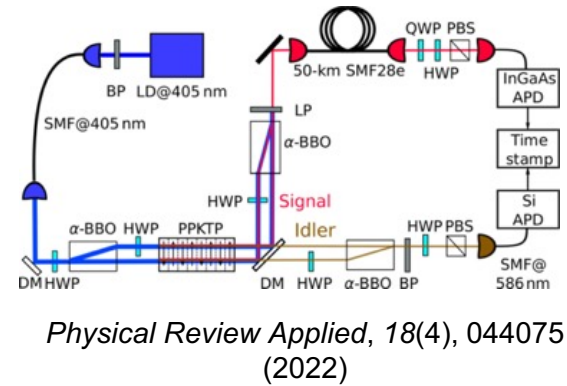 QWP PBS
50-km SMF28e
HWP
BP LD@405 nm
InGaAs
APD
SMF@405 nm
LP
α-BBO
Time
stamp
HWP
Signal
Si
APD
α-BBO HWP PPKTP
Idler
HWP PBS
DM HWP
DM HWP α-BBO BP
SMF@
586nm
Physical Review Applied, 18(4), 044075
(2022)